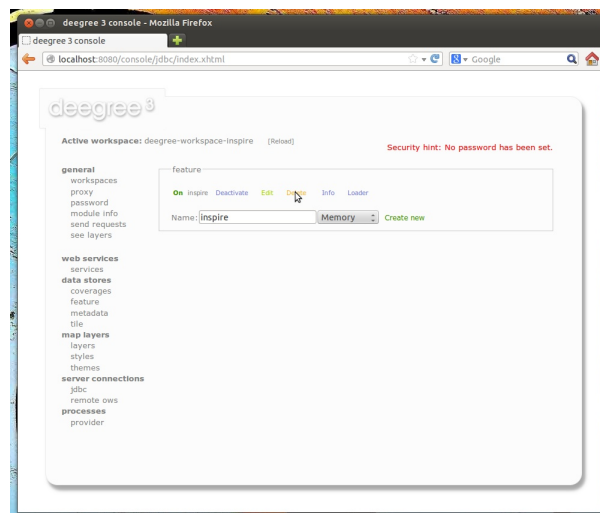 deegree 3 console - Mozilla Firefox
deegree 3 console
localhost:8080/console/jdbc/index.xhtml
Google
deegree 3
Active workspace: deegree-workspace-inspire [Reload]
Security hint: No password has been set.
general
workspaces
proxy
password
module info
send requests
see layers
web services
services
data stores
coverages
feature
metadata
tile
map layers
layers
styles
themes
server connections
jdbc
remote ows
processes
provider
feature
On inspire Deactivate Edit Delete Info Loader
Name: inspire Memory Create new